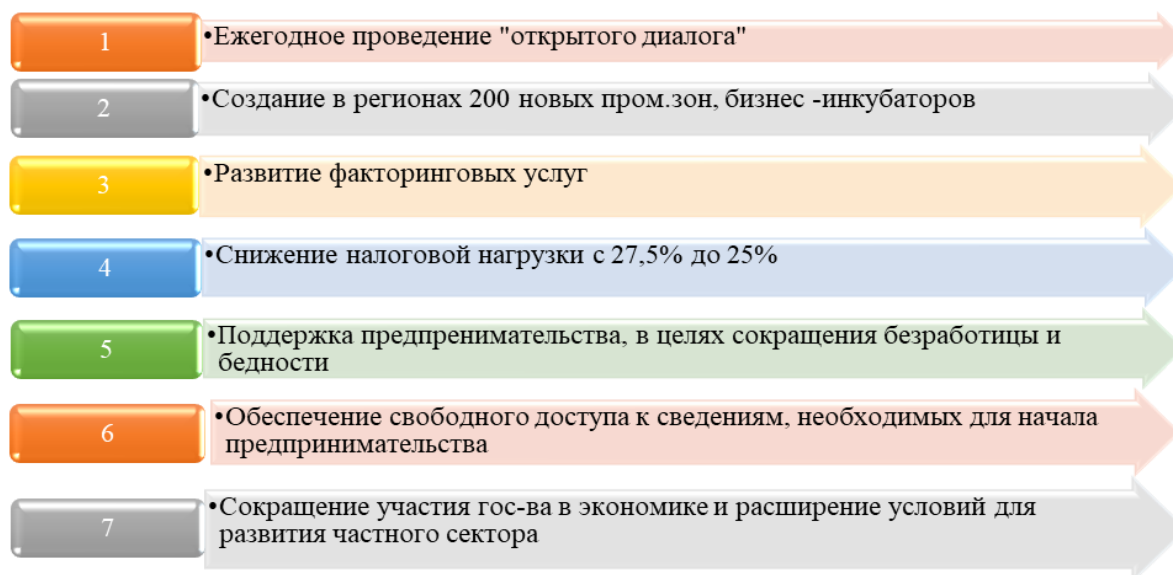 1
•Ежегодное проведение "открытого диалога"
2
•Создание в регионах 200 новых пром.зон, бизнес -инкубаторов
3
•Развитие факторинговых услуг
4
•Снижение налоговой нагрузки с 27,5% до 25%
5
•Поддержка предпренимательства, в целях сокращения безработицы и
бедности
6
•Обеспечение свободного доступа к сведениям, необходимых для начала
предпринимательства
7
•Сокращение участия гос-ва в экономике и расширение условий для
развития частного сектора